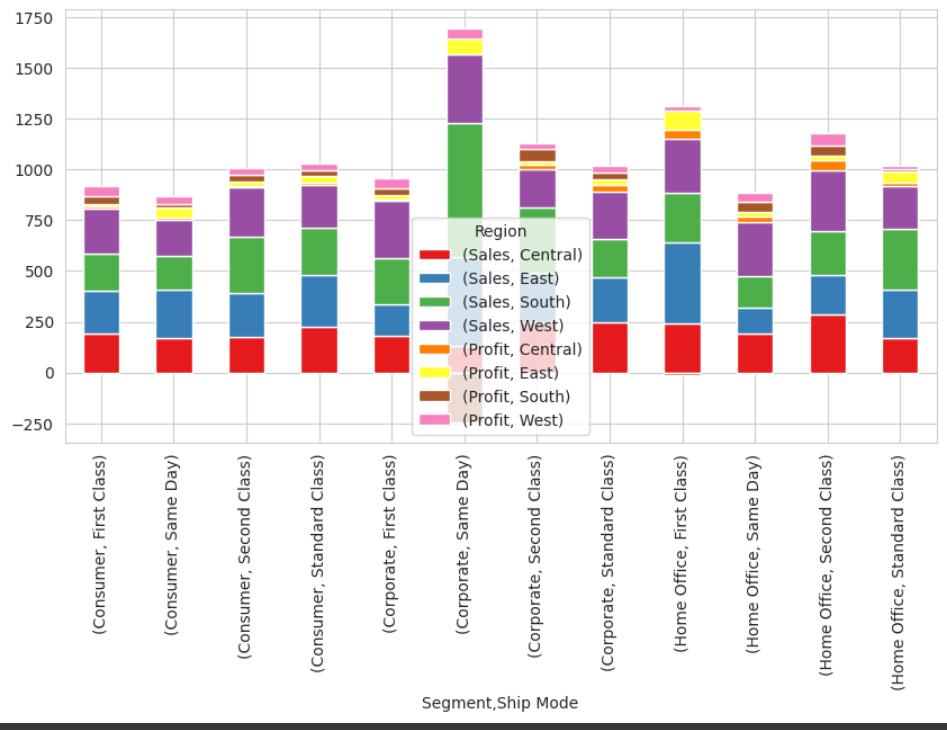 1750
1500
1250
1000
750
500
250
0
−250
Region
(Sales, Central)
(Sales, East)
(Sales, South)
(Sales, West)
(Profit, Central)
(Profit, East)
(Profit, South)
(Profit, West)
(Consumer, First Class)
(Consumer, Same Day)
(Consumer, Second Class)
(Consumer, Standard Class)
(Corporate, First Class)
(Corporate, Same Day)
(Corporate, Second Class)
(Corporate, Standard Class)
(Home Office, First Class)
(Home Office, Same Day)
(Home Office, Second Class)
(Home Office, Standard Class)
Segment,Ship Mode